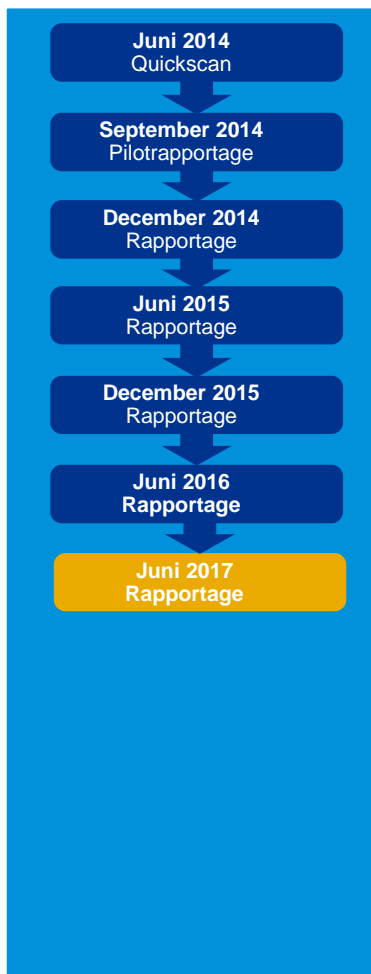 Juni 2014
Quickscan
September 2014
Pilotrapportage
December 2014
Rapportage
Juni 2015
Rapportage
December 2015
Rapportage
Juni 2016
Rapportage
Juni 2017
Rapportage